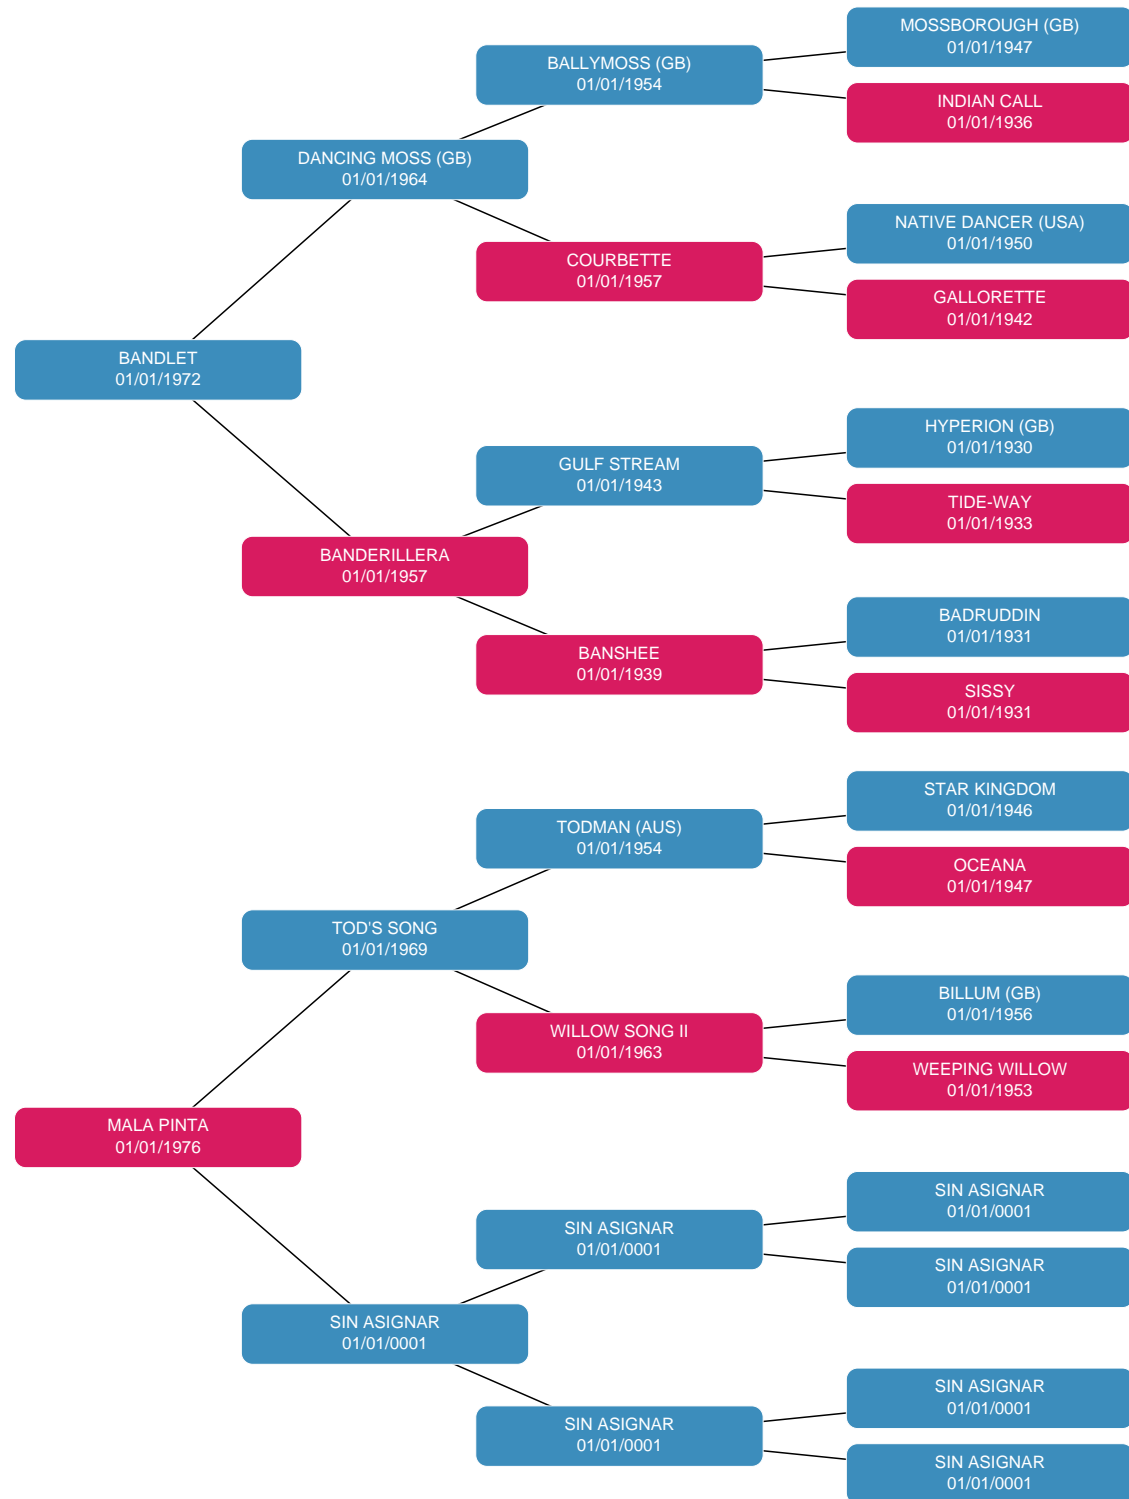 MOSSBOROUGH (GB)
01/01/1947
BALLYMOSS (GB)
01/01/1954
INDIAN CALL
01/01/1936
DANCING MOSS (GB)
01/01/1964
NATIVE DANCER (USA)
01/01/1950
COURBETTE
01/01/1957
GALLORETTE
01/01/1942
BANDLET
01/01/1972
HYPERION (GB)
01/01/1930
GULF STREAM
01/01/1943
TIDE-WAY
01/01/1933
BANDERILLERA
01/01/1957
BADRUDDIN
01/01/1931
BANSHEE
01/01/1939
SISSY
01/01/1931
STAR KINGDOM
01/01/1946
TODMAN (AUS)
01/01/1954
OCEANA
01/01/1947
TOD'S SONG
01/01/1969
BILLUM (GB)
01/01/1956
WILLOW SONG II
01/01/1963
WEEPING WILLOW
01/01/1953
MALA PINTA
01/01/1976
SIN ASIGNAR
01/01/0001
SIN ASIGNAR
01/01/0001
SIN ASIGNAR
01/01/0001
SIN ASIGNAR
01/01/0001
SIN ASIGNAR
01/01/0001
SIN ASIGNAR
01/01/0001
SIN ASIGNAR
01/01/0001